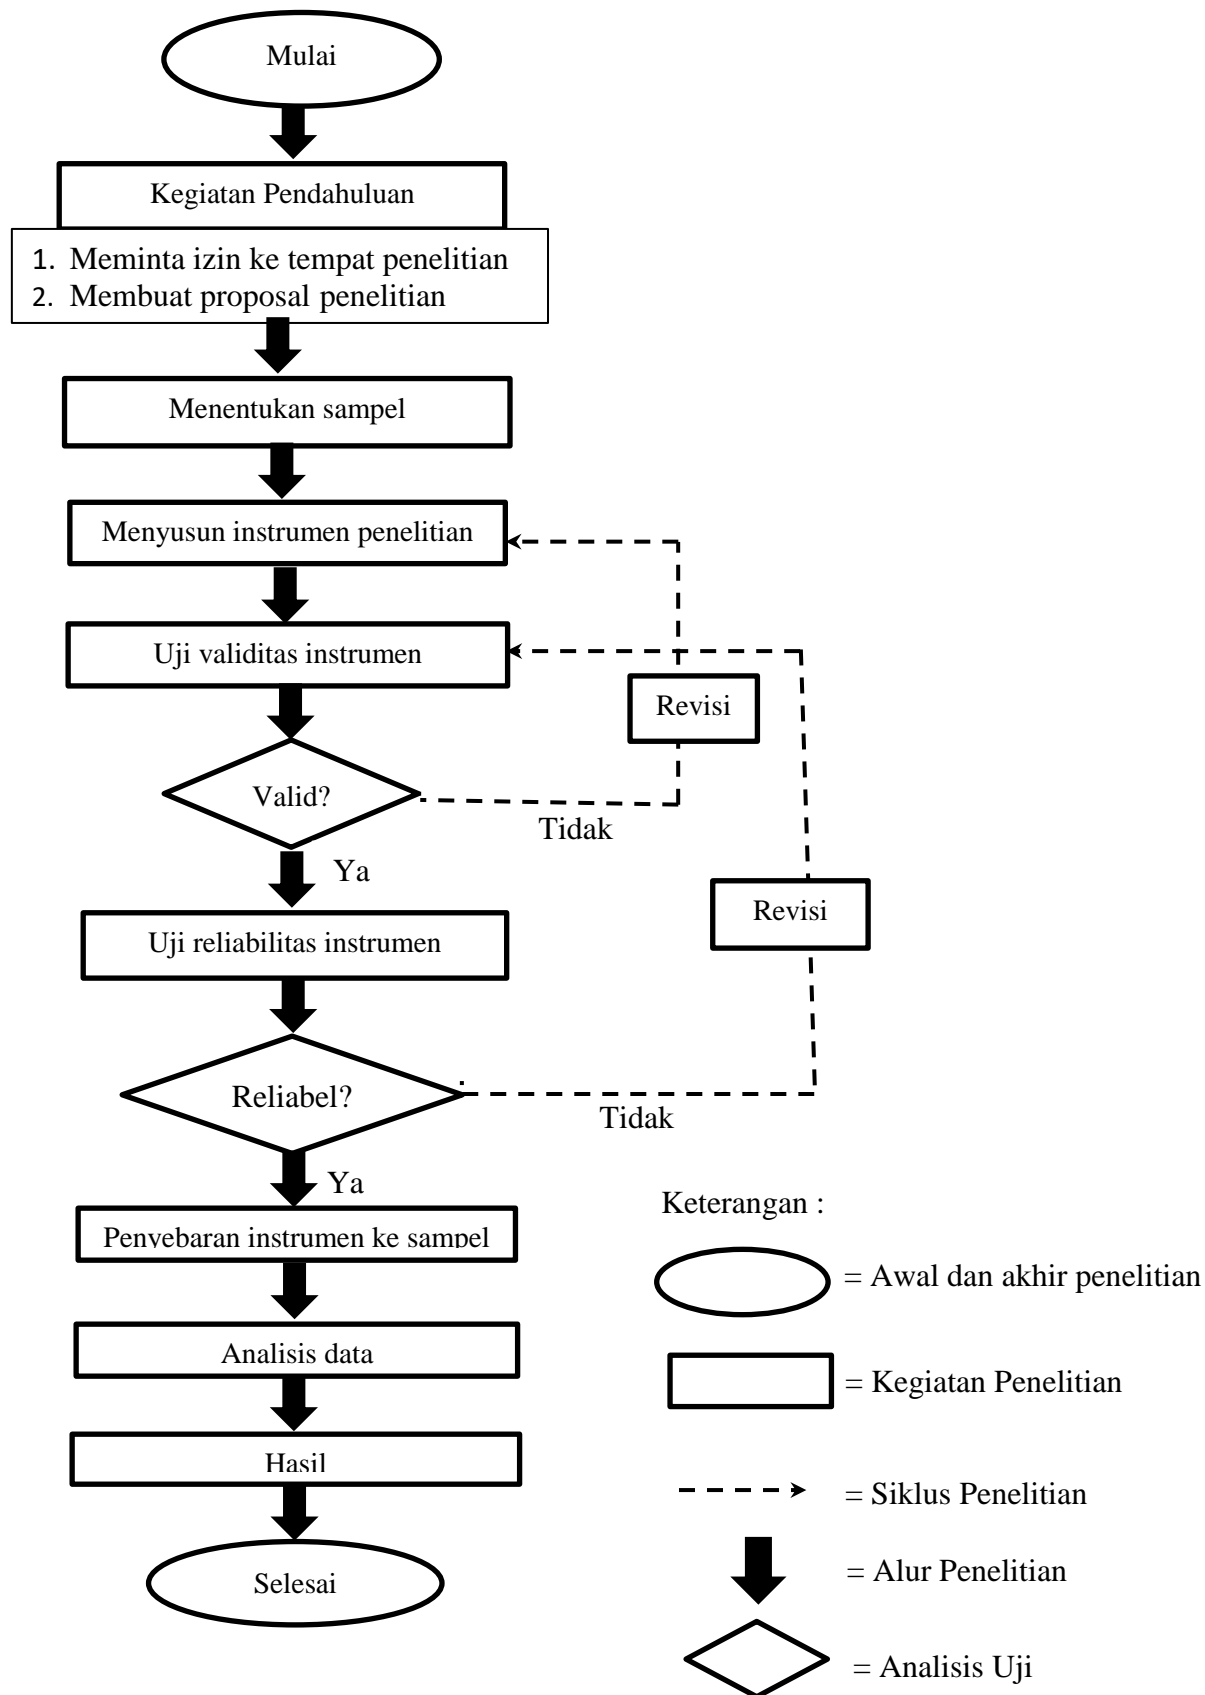 Mulai
Kegiatan Pendahuluan
1. Meminta izin ke tempat penelitian
2. Membuat proposal penelitian
Menentukan sampel
Menyusun instrumen penelitian
Uji validitas instrumen
Revisi
Valid?
Tidak
Ya
Revisi
Uji reliabilitas instrumen
Reliabel?
Tidak
Ya
Penyebaran instrumen ke sampel
Analisis data
Hasil
Selesai
Keterangan :
= Awal dan akhir penelitian
= Kegiatan Penelitian
= Siklus Penelitian
= Alur Penelitian
= Analisis Uji